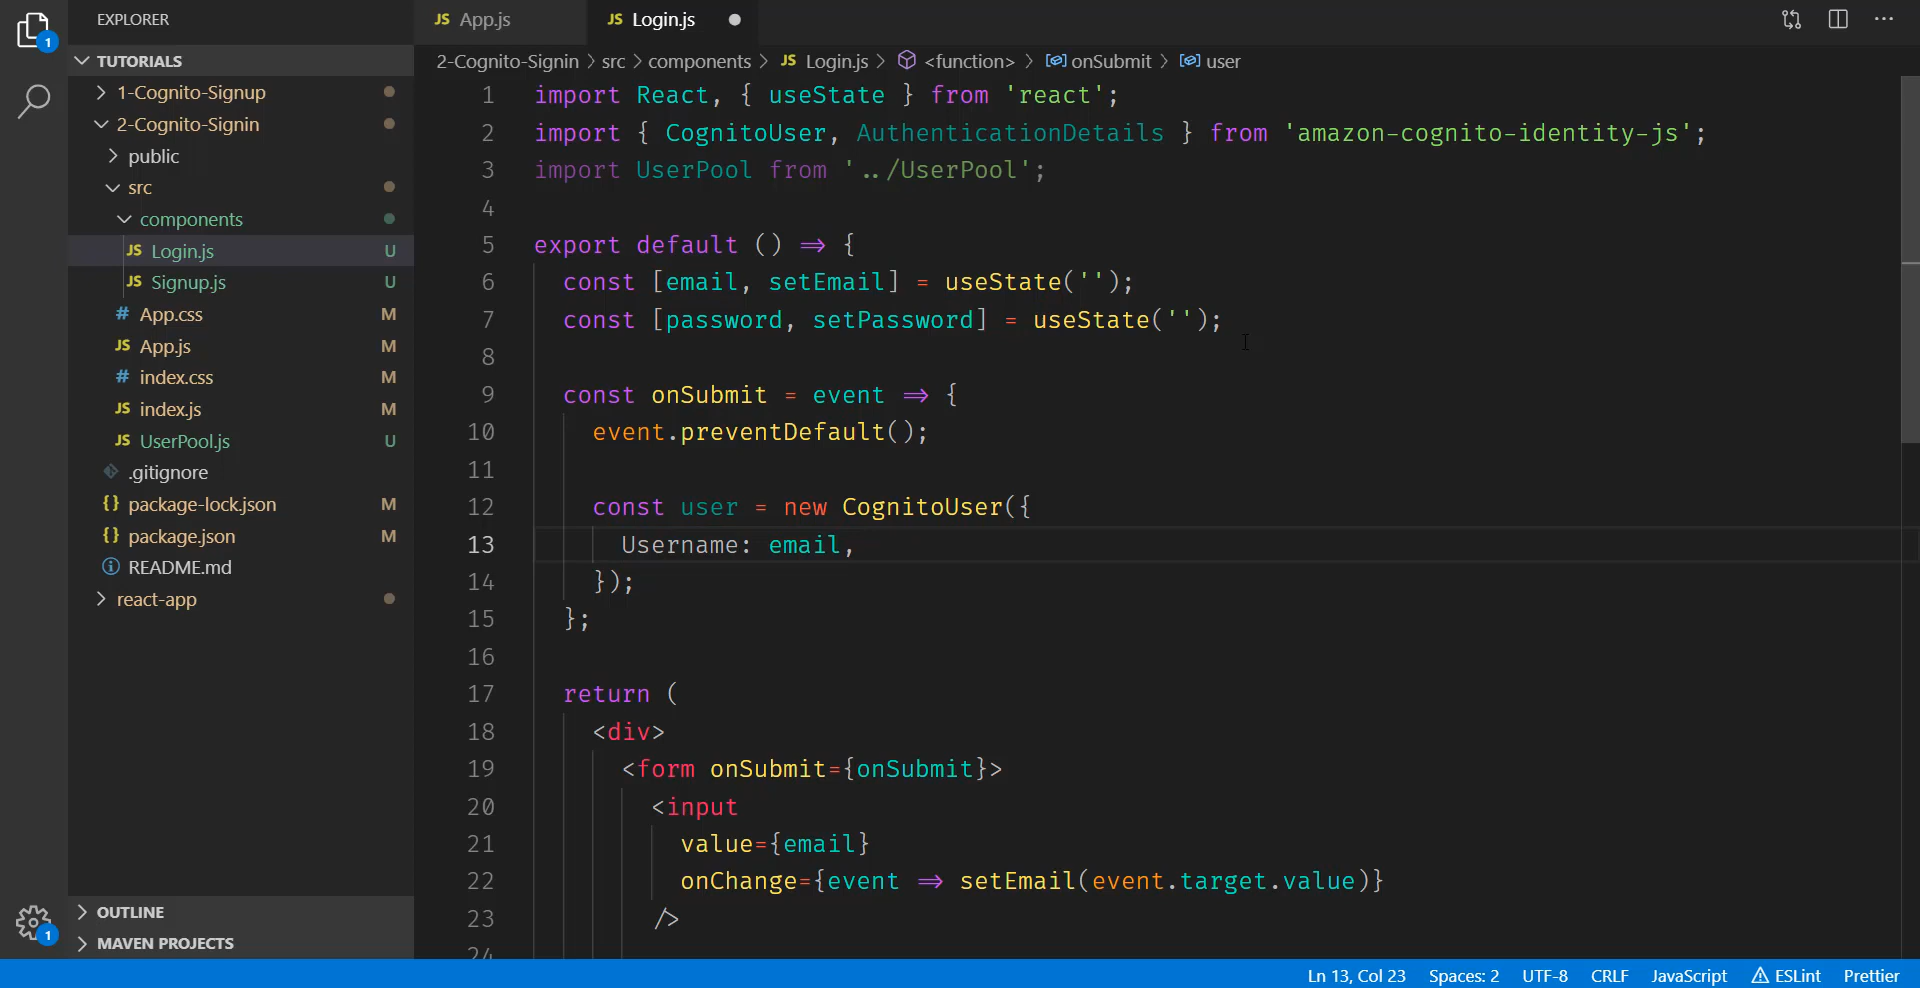 EXPLORER
TUTORIALS
1-Cognito-Signup
2-Cognito-Signin
public
src
components
JS Login.js U
JS Signup.js U
# App.css M
JS App.js M
# index.css M
JS index.js M
JS UserPool.js U
.gitignore
{} package-lock.json M
{} package.json M
README.md
react-app
OUTLINE
MAVEN PROJECTS
1
1
JS App.js
JS Login.js
2-Cognito-Signin > src > components > JS Login.js > <function> > onSubmit > user
1 import React, { useState } from 'react';
2 import { CognitoUser, AuthenticationDetails } from 'amazon-cognito-identity-js';
3 import UserPool from '../UserPool';
4
5 export default () => {
6 const [email, setEmail] = useState('');
7 const [password, setPassword] = useState('');
8
9 const onSubmit = event => {
10 event.preventDefault();
11
12 const user = new CognitoUser({
13 Username: email,
14 });
15 };
16
17 return (
18 <div>
19 <form onSubmit={onSubmit}>
20 <input
21 value={email}
22 onChange={event => setEmail(event.target.value)}
23 />
24
Ln 13, Col 23 Spaces: 2 UTF-8 CRLF JavaScript ESLint Prettier